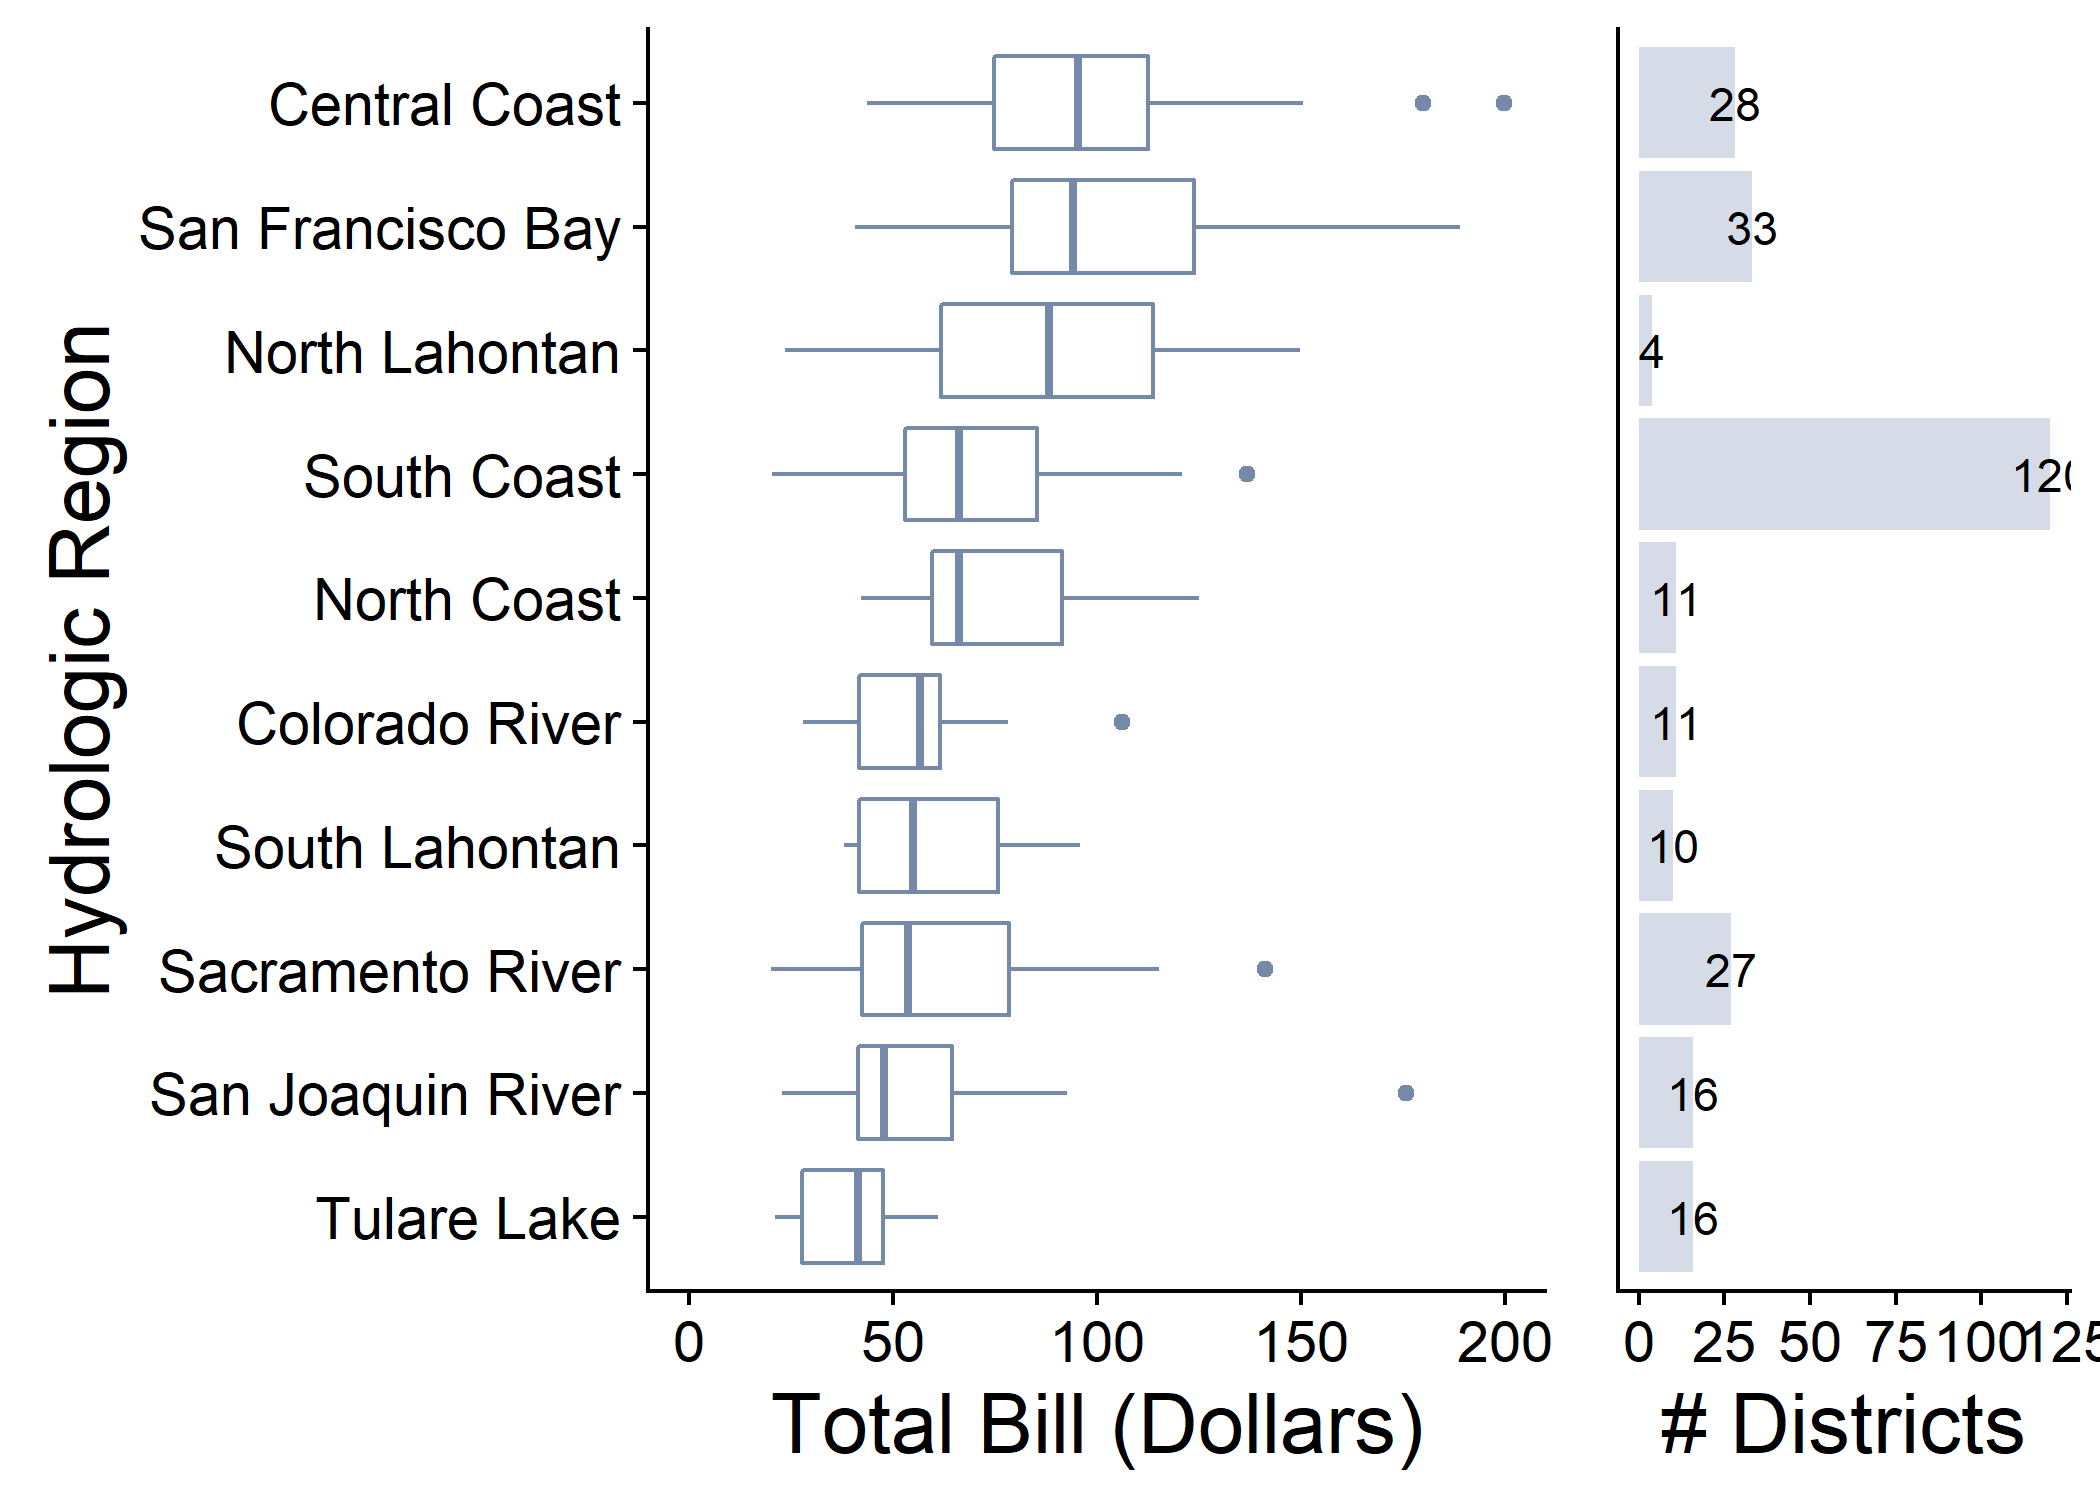 Hydrologic Region
Central Coast
San Francisco Bay
North Lahontan
South Coast
North Coast
Colorado River
South Lahontan
Sacramento River
San Joaquin River
Tulare Lake
0 50 100 150 200
Total Bill (Dollars)
28
33
4
120
11
11
10
27
16
16
0 25 50 75 100 125
# Districts